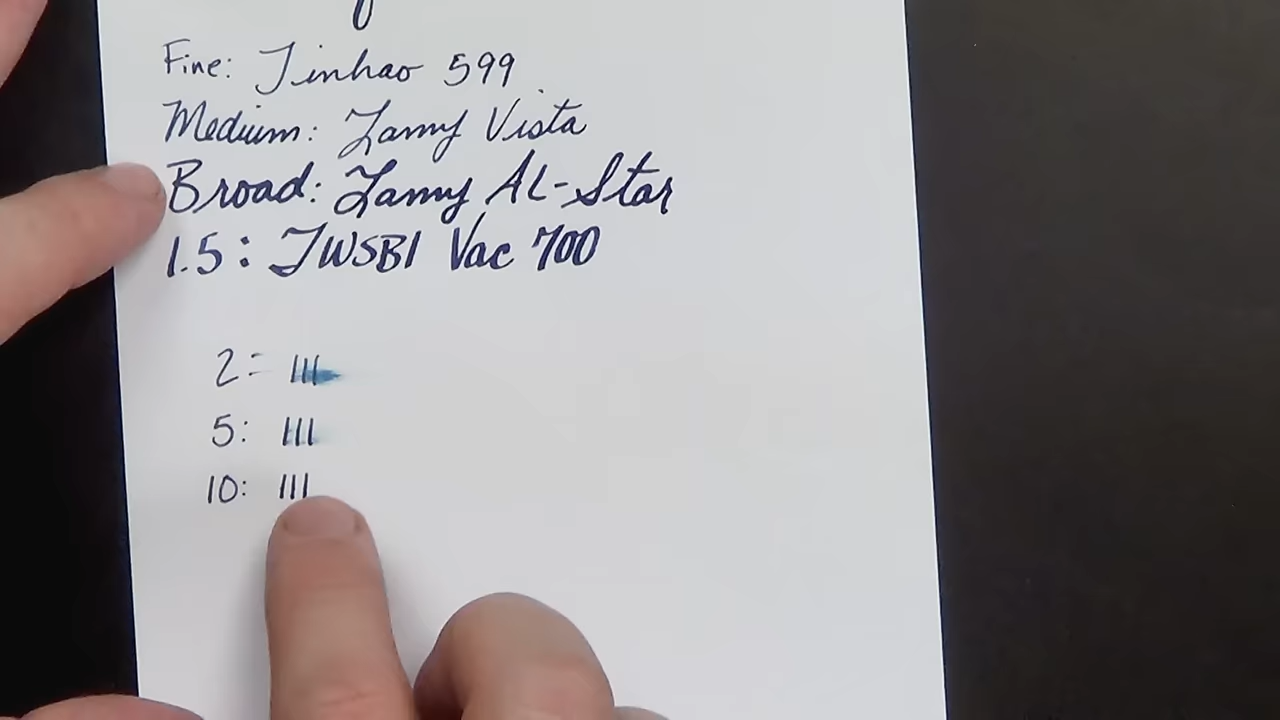 Fine: Jinhao 599
Medium: Lamy Vista
Broad: Lamy AL-Star
1.5: TWSBI Vac 700
2: III
5: III
10: III